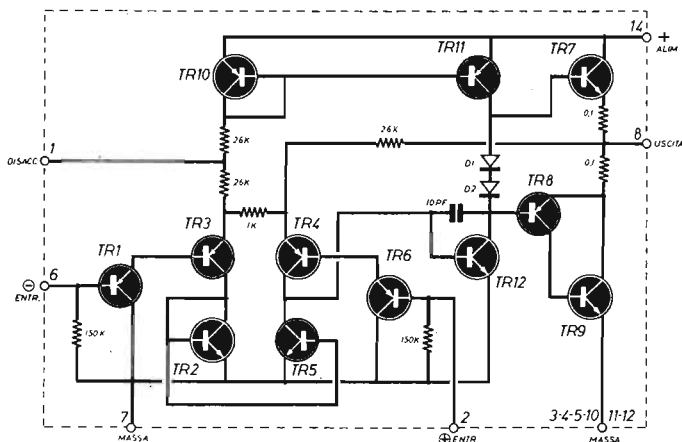 14
+
ALIM
TR10
TR11
TR7
0,1
26K
26K
8
USCITA
1
DISACC
0,1
D1
26K
D2
TR8
10PF
TR3
1K
TR4
TR1
TR6
6
⊖
ENTR.
TR12
150K
150K
TR9
TR2
TR5
7
2
3-4-5-10
11-12
MASSA
⊕ ENTR
MASSA